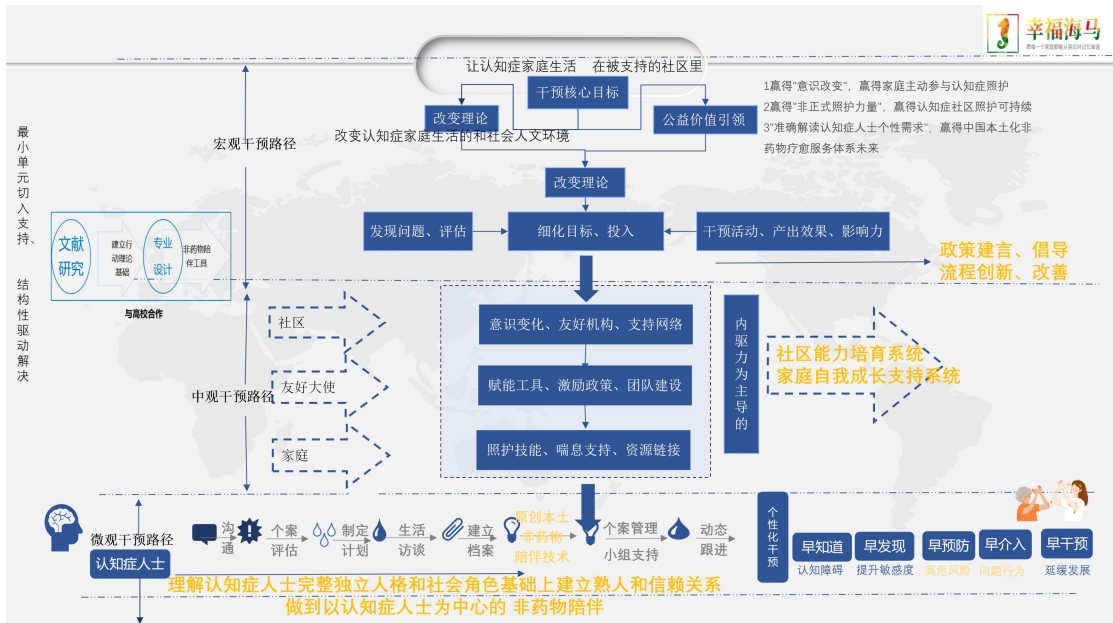 幸福海马
让认知症家庭生活 在被支持的社区里
干预核心目标
改变理论
公益价值引领
改变认知症家庭生活的和社会人文环境
1赢得“意识改变”，赢得家庭主动参与认知症照护
2赢得“非正式照护力量”，赢得认知症社区照护可持续
3“准确解读认知症人士个性需求”，赢得中国本土化非
药物疗愈服务体系未来
最小单元切入支持、
结构性驱动解决
宏观干预路径
改变理论
发现问题、评估
细化目标、投入
干预活动、产出效果、影响力
政策建言、倡导
流程创新、改善
文献
研究
建立行
动理论
基础
专业
设计
非药物陪
伴工具
与高校合作
中观干预路径
社区
友好大使
家庭
意识变化、友好机构、支持网络
赋能工具、激励政策、团队建设
照护技能、喘息支持、资源链接
内驱力为主导的
社区能力培育系统
家庭自我成长支持系统
微观干预路径
认知症人士
沟
通
个案
评估
制定
计划
生活
访谈
建立
档案
原创本土
非药物
陪伴技术
个案管理
小组支持
动态
跟进
个性化干预
早知道
认知障碍
早发现
提升敏感度
早预防
高危风险
早介入
问题行为
早干预
延缓发展
理解认知症人士完整独立人格和社会角色基础上建立熟人和信赖关系
做到以认知症人士为中心的 非药物陪伴